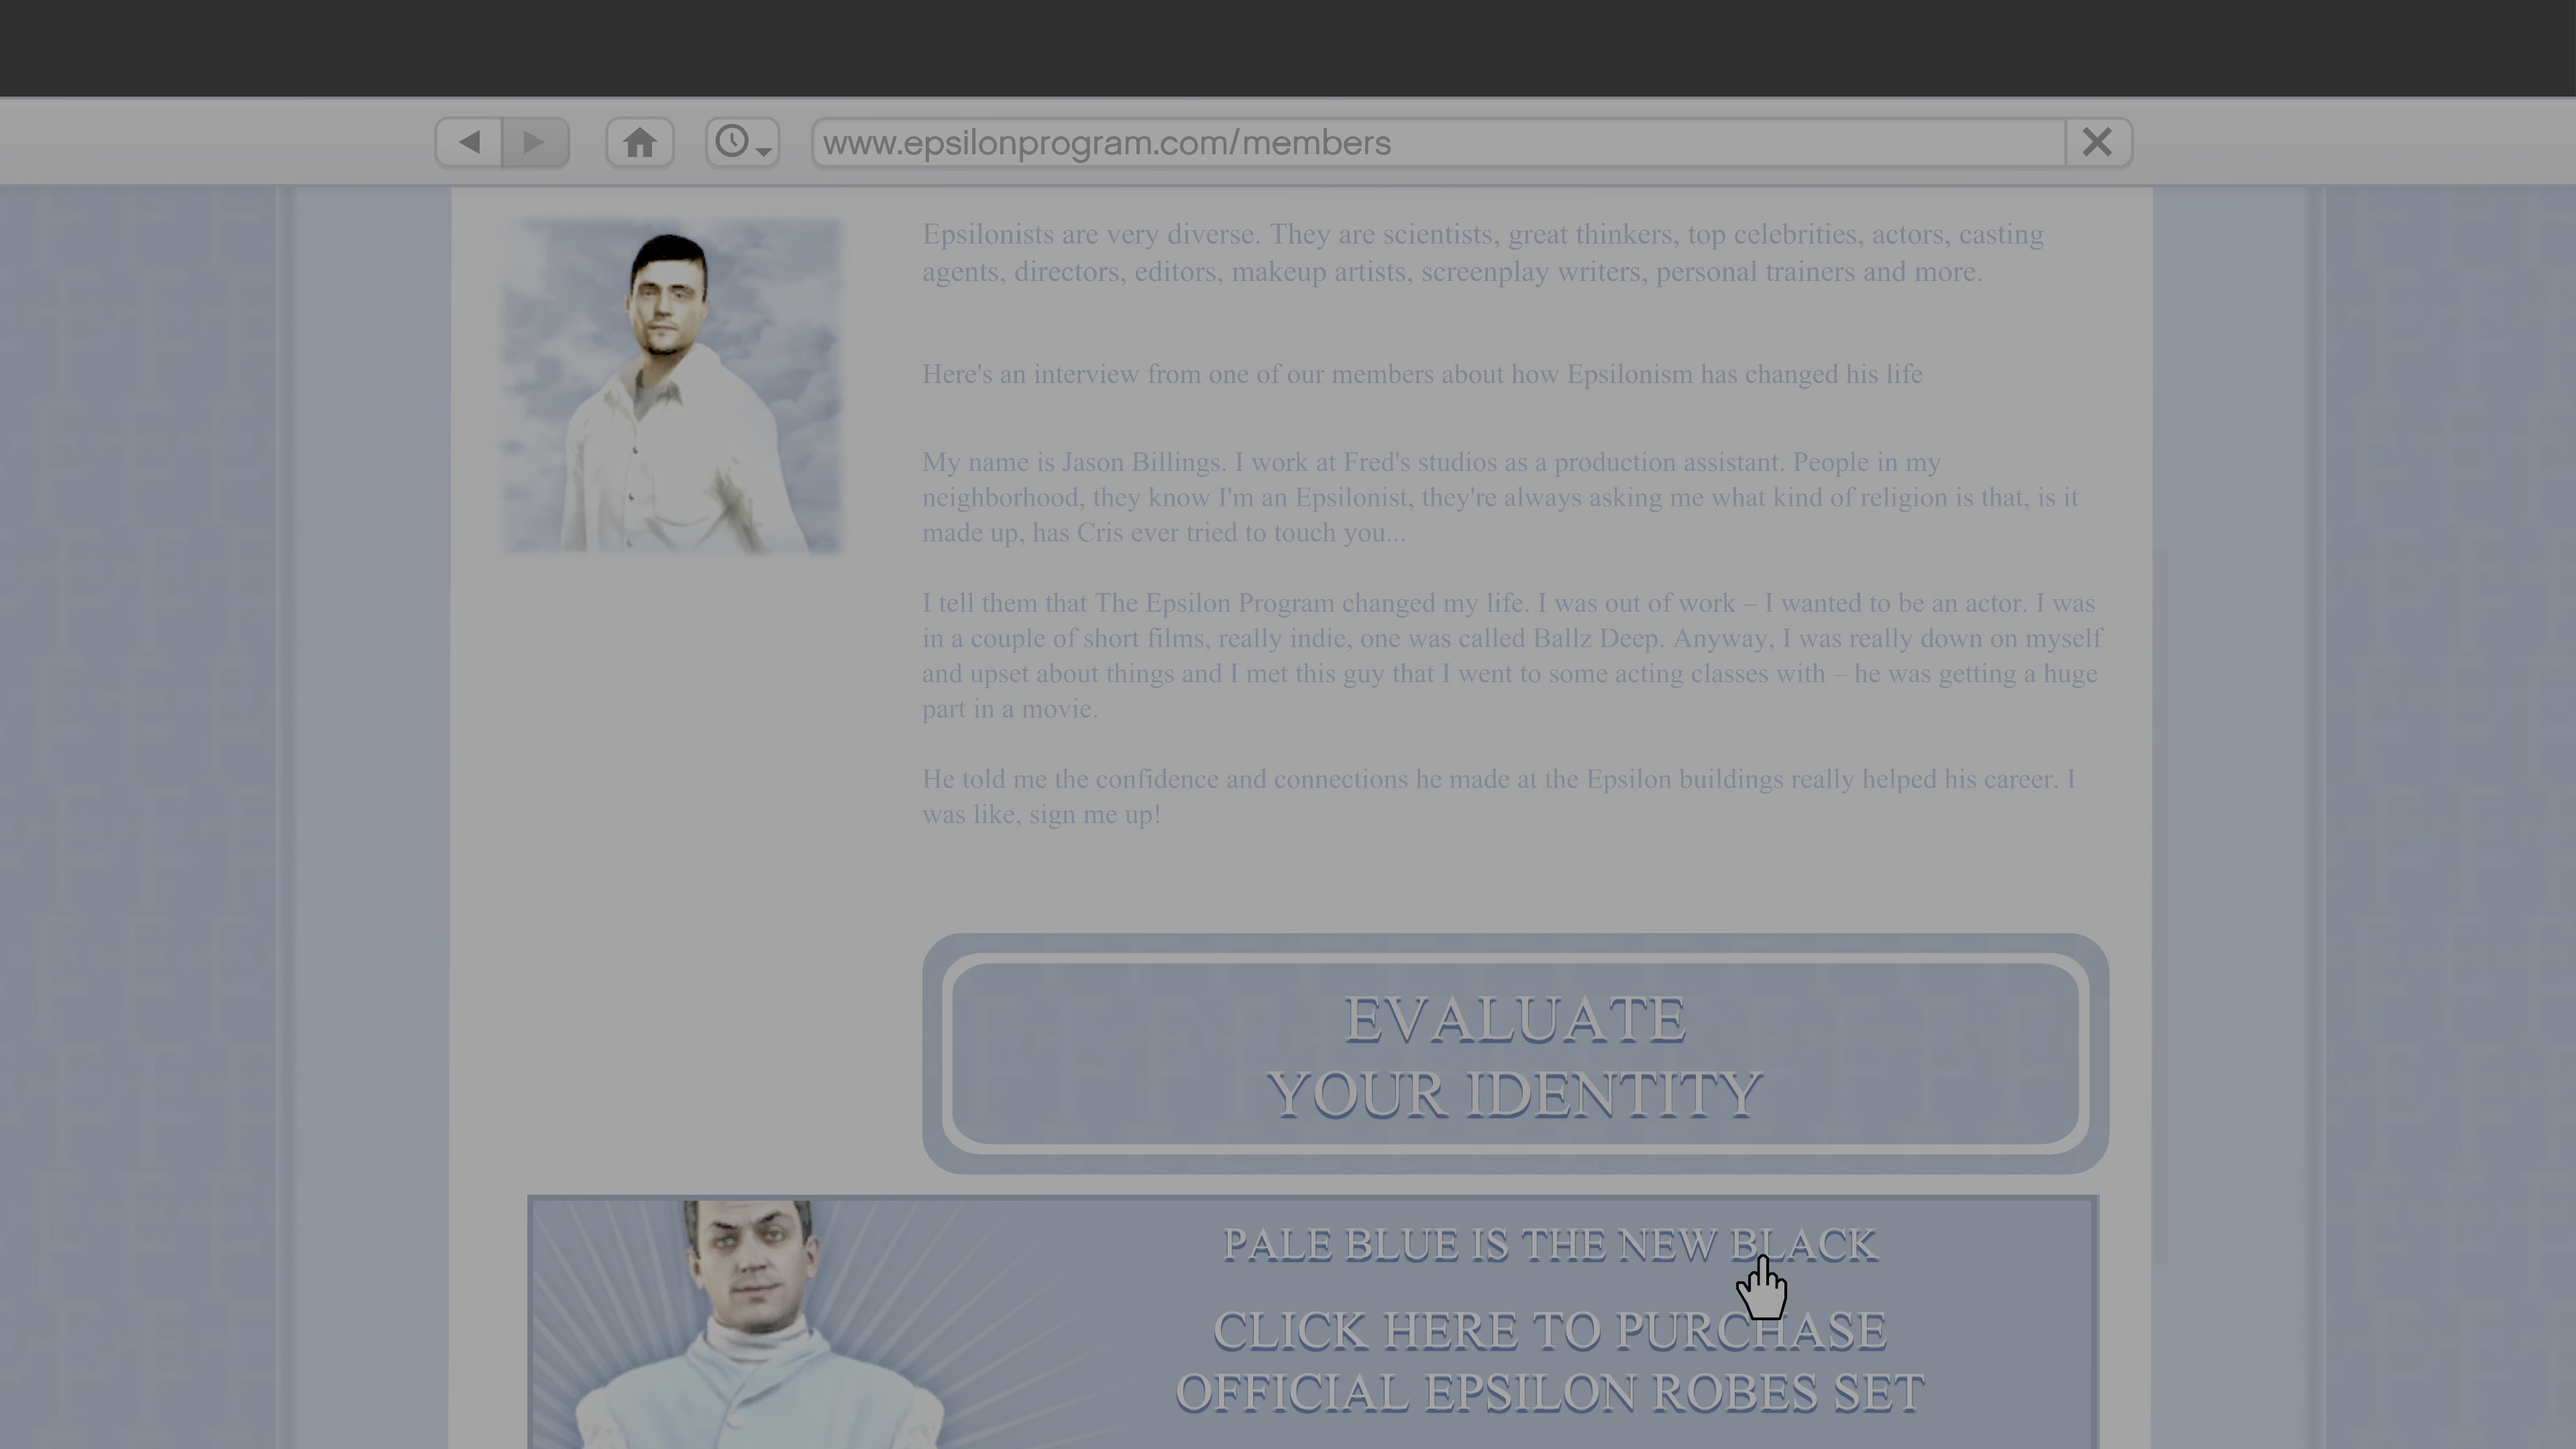 www.epsilonprogram.com/members
Epsilonists are very diverse. They are scientists, great thinkers, top celebrities, actors, casting
agents, directors, editors, makeup artists, screenplay writers, personal trainers and more.
Here's an interview from one of our members about how Epsilonism has changed his life
My name is Jason Billings. I work at Fred's studios as a production assistant. People in my
neighborhood, they know I'm an Epsilonist, they're always asking me what kind of religion is that, is it
made up, has Cris ever tried to touch you...
I tell them that The Epsilon Program changed my life. I was out of work – I wanted to be an actor. I was
in a couple of short films, really indie, one was called Ballz Deep. Anyway, I was really down on myself
and upset about things and I met this guy that I went to some acting classes with – he was getting a huge
part in a movie.
He told me the confidence and connections he made at the Epsilon buildings really helped his career. I
was like, sign me up!
EVALUATE
YOUR IDENTITY
PALE BLUE IS THE NEW BLACK
CLICK HERE TO PURCHASE
OFFICIAL EPSILON ROBES SET